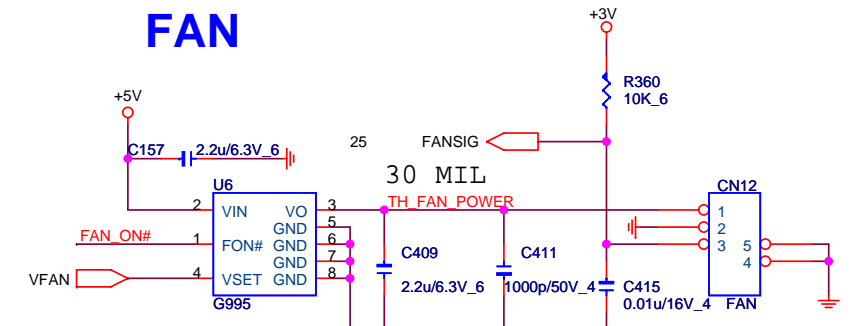 FAN
+3V
R360
10K_6
+5V
C157
2.2u/6.3V_6
25
FANSIG
30 MIL
TH_FAN_POWER
U6
CN12
2
VIN
VO
3
GND
5
FAN_ON#
1
FON#
GND
6
GND
7
VFAN
4
VSET
GND
8
G995
C409
2.2u/6.3V_6
C411
1000p/50V_4
C415
0.01u/16V_4
1
2
3
5
4
FAN